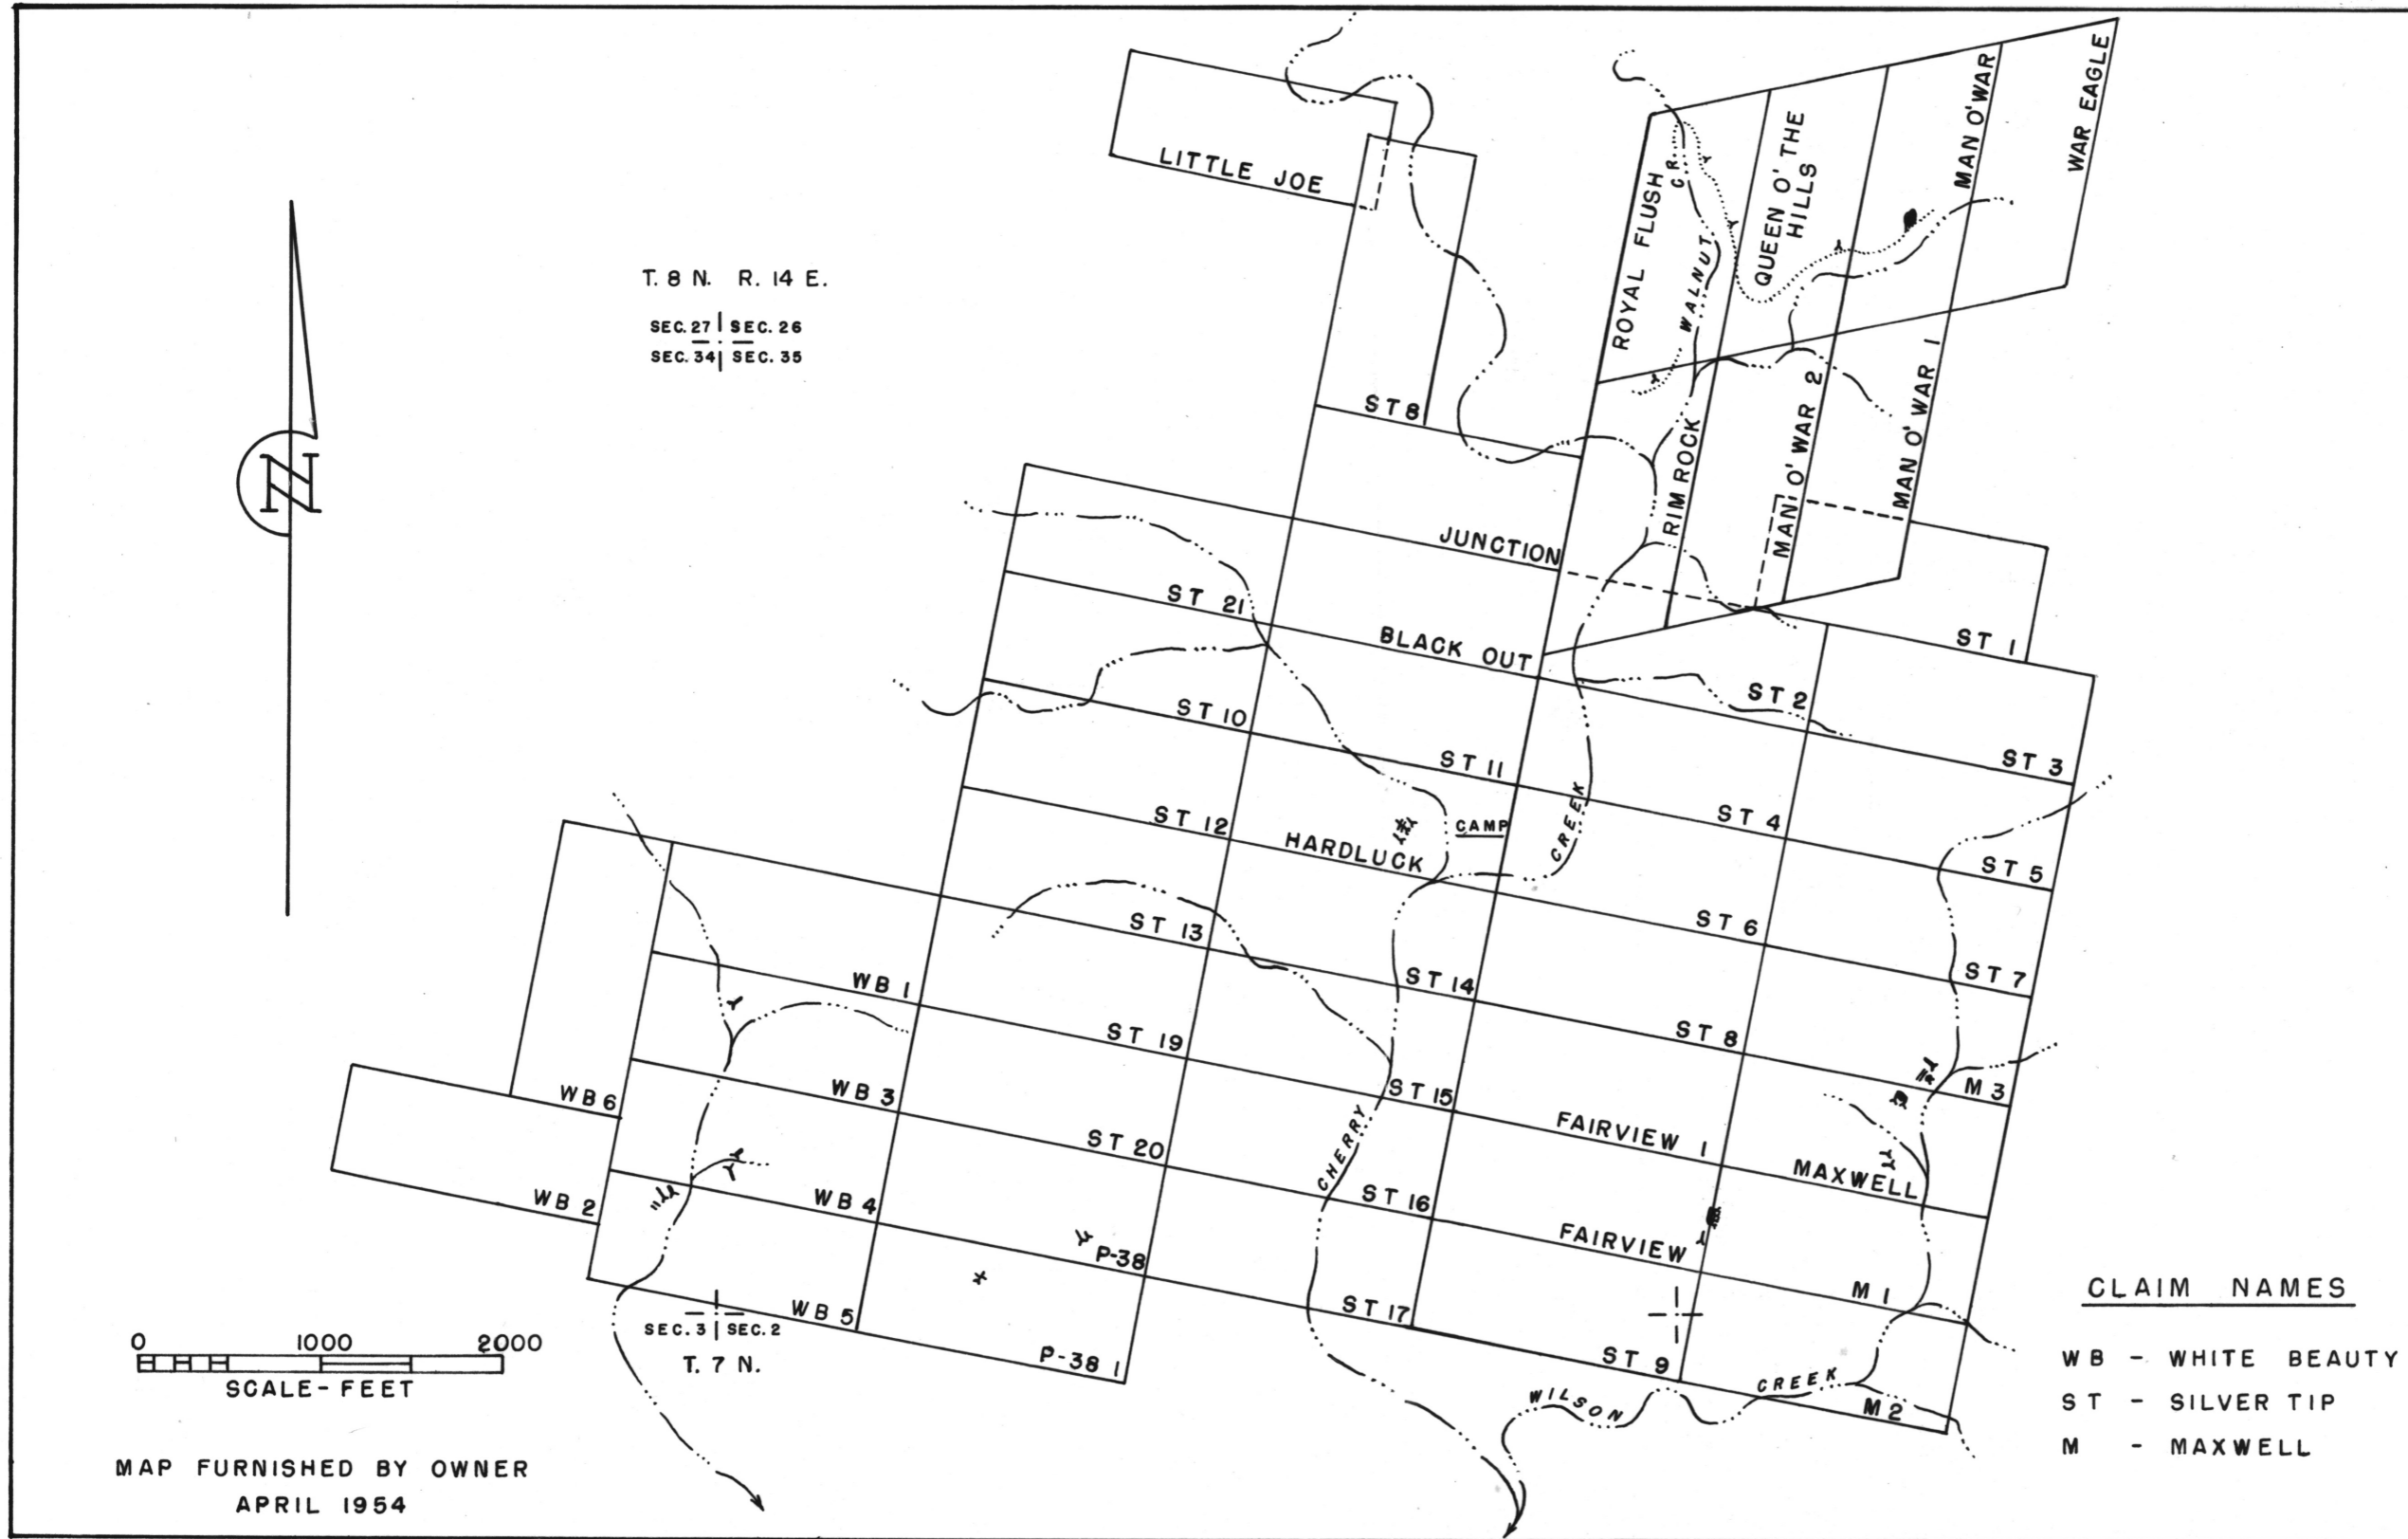 LITTLE JOE
ROYAL FLUSH
WALNUT CR.
QUEEN O' THE
HILLS
MAN O'WAR
WAR EAGLE
T. 8 N. R. 14 E.
SEC. 27 | SEC. 26
SEC. 34 | SEC. 35
N
ST 8
RIMROCK
MAN O' WAR 2
MAN O' WAR 1
JUNCTION
ST 21
BLACK OUT
ST 1
ST 10
ST 2
ST 11
ST 3
ST 12
HARDLUCK
CAMP
CREEK
ST 4
ST 5
ST 13
ST 6
ST 7
WB 1
ST 14
ST 19
ST 8
M 3
WB 6
WB 3
ST 15
FAIRVIEW 1
MAXWELL
ST 20
CHERRY
WB 2
WB 4
ST 16
FAIRVIEW
P-38
M 1
WB 5
ST 17
SEC. 3 | SEC. 2
T. 7 N.
P-38 1
ST 9
WILSON CREEK
M 2
0 1000 2000
SCALE-FEET
MAP FURNISHED BY OWNER
APRIL 1954
CLAIM NAMES
WB - WHITE BEAUTY
ST - SILVER TIP
M - MAXWELL